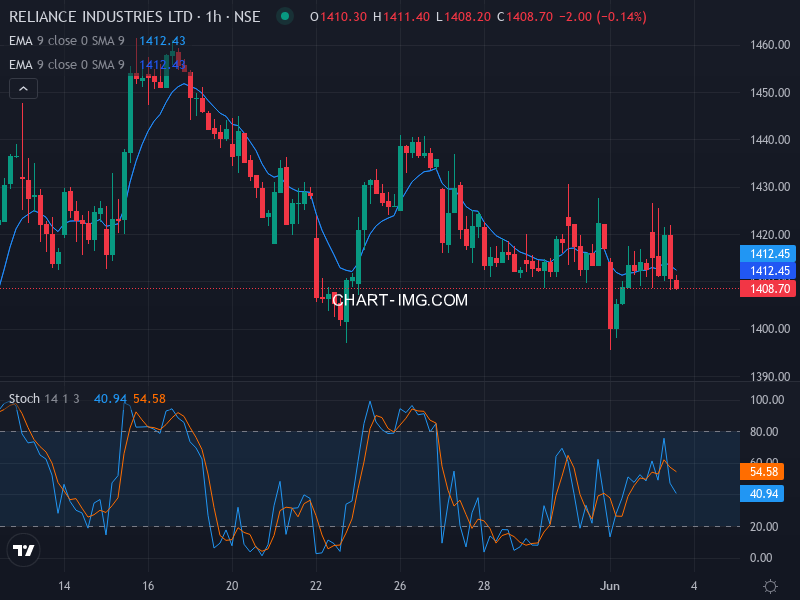 RELIANCE INDUSTRIES LTD · 1h · NSE O1410.30 H1411.40 L1408.20 C1408.70 −2.00 (−0.14%)
EMA 9 close 0 SMA 9 1412.43
EMA 9 close 0 SMA 9 1412.43
1460.00
1450.00
1440.00
1430.00
1420.00
1412.45
1412.45
1408.70
CHART-IMG.COM
1400.00
1390.00
Stoch 14 1 3 40.94 54.58
100.00
80.00
60.00
54.58
40.94
20.00
0.00
14 16 20 22 26 28 Jun 4